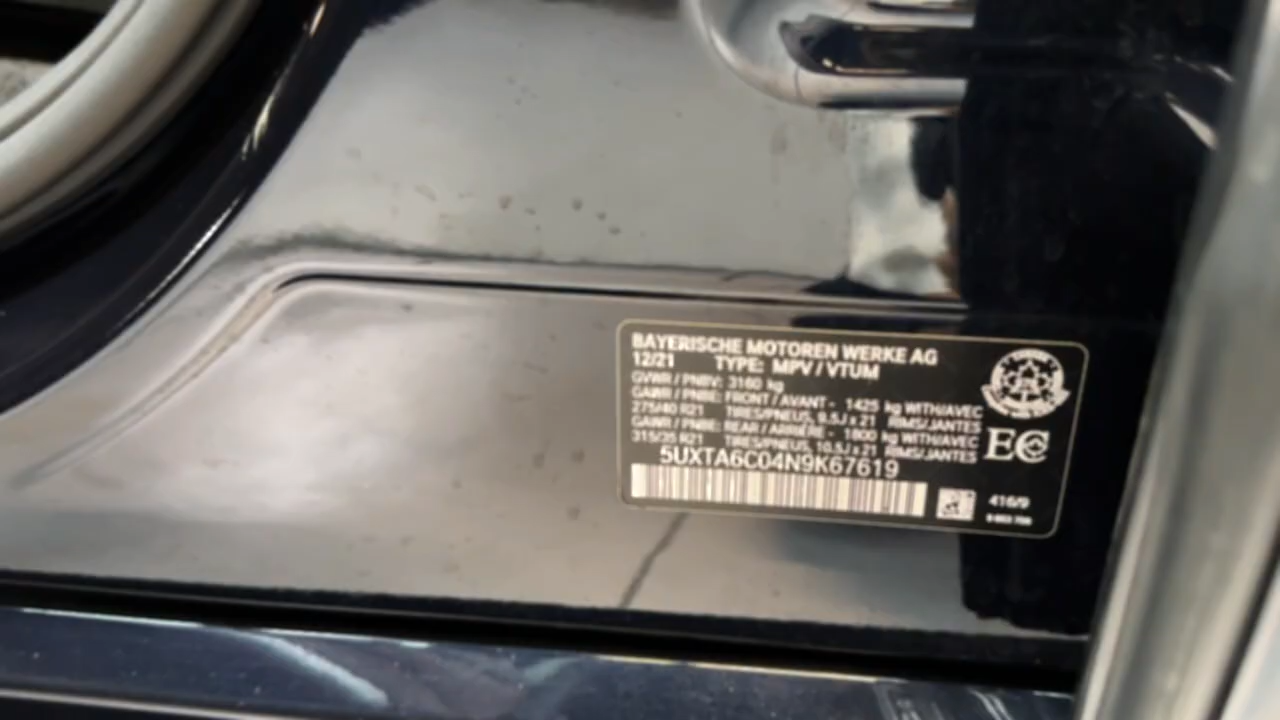 BAYERISCHE MOTOREN WERKE AG
12/21 TYPE: MPV / VTUM
GVWR / PNBV: 3160 kg
GAWR / PNBE: FRONT / AVANT - 1425 kg WITH/AVEC
275/40 R21 TIRES/PNEUS, 9.5J x 21 RIMS/JANTES
GAWR / PNBE: REAR / ARRIÈRE - 1800 kg WITH/AVEC
315/35 R21 TIRES/PNEUS, 10.5J x 21 RIMS/JANTES
5UXTA6C04N9K67619
EC
416/9